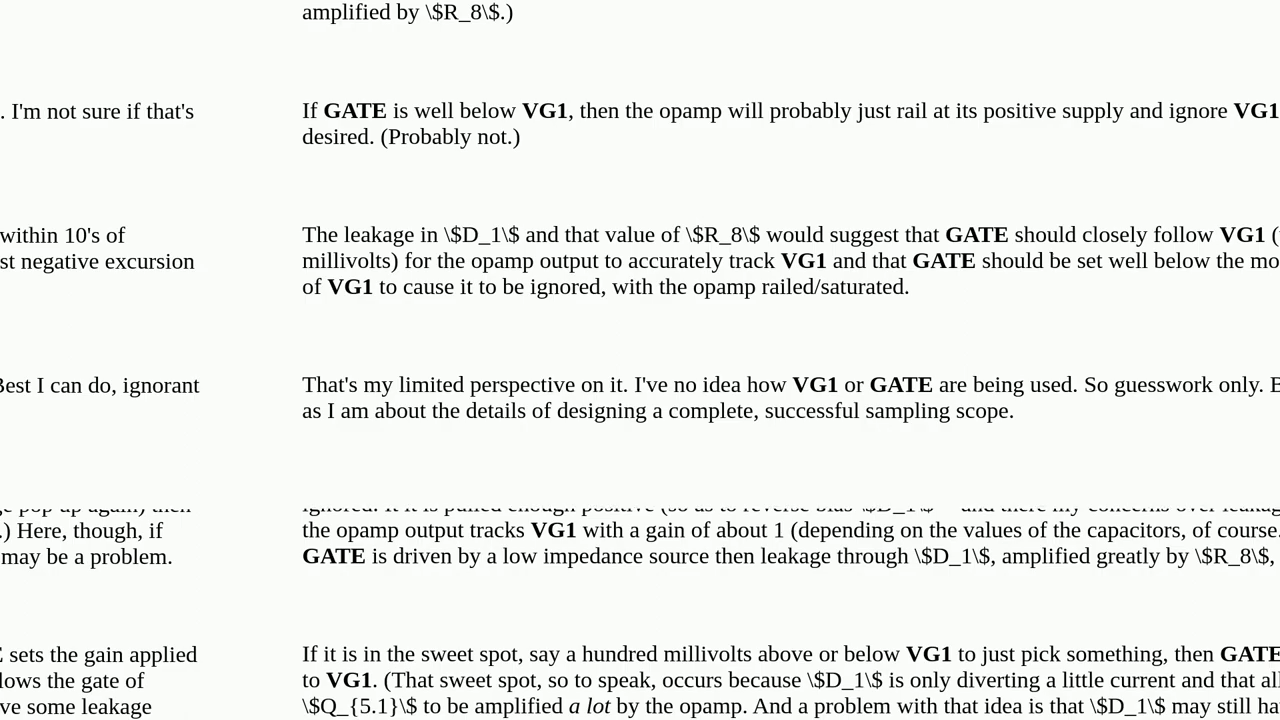 amplified by \$R_8\$.)
. I'm not sure if that's
If GATE is well below VG1, then the opamp will probably just rail at its positive supply and ignore VG1
desired. (Probably not.)
within 10's of
st negative excursion
The leakage in \$D_1\$ and that value of \$R_8\$ would suggest that GATE should closely follow VG1 (
millivolts) for the opamp output to accurately track VG1 and that GATE should be set well below the mo
of VG1 to cause it to be ignored, with the opamp railed/saturated.
Best I can do, ignorant
That's my limited perspective on it. I've no idea how VG1 or GATE are being used. So guesswork only. B
as I am about the details of designing a complete, successful sampling scope.
.) Here, though, if
may be a problem.
the opamp output tracks VG1 with a gain of about 1 (depending on the values of the capacitors, of course.
GATE is driven by a low impedance source then leakage through \$D_1\$, amplified greatly by \$R_8\$,
E sets the gain applied
lows the gate of
ve some leakage
If it is in the sweet spot, say a hundred millivolts above or below VG1 to just pick something, then GATE
to VG1. (That sweet spot, so to speak, occurs because \$D_1\$ is only diverting a little current and that al
\$Q_{5.1}\$ to be amplified a lot by the opamp. And a problem with that idea is that \$D_1\$ may still ha